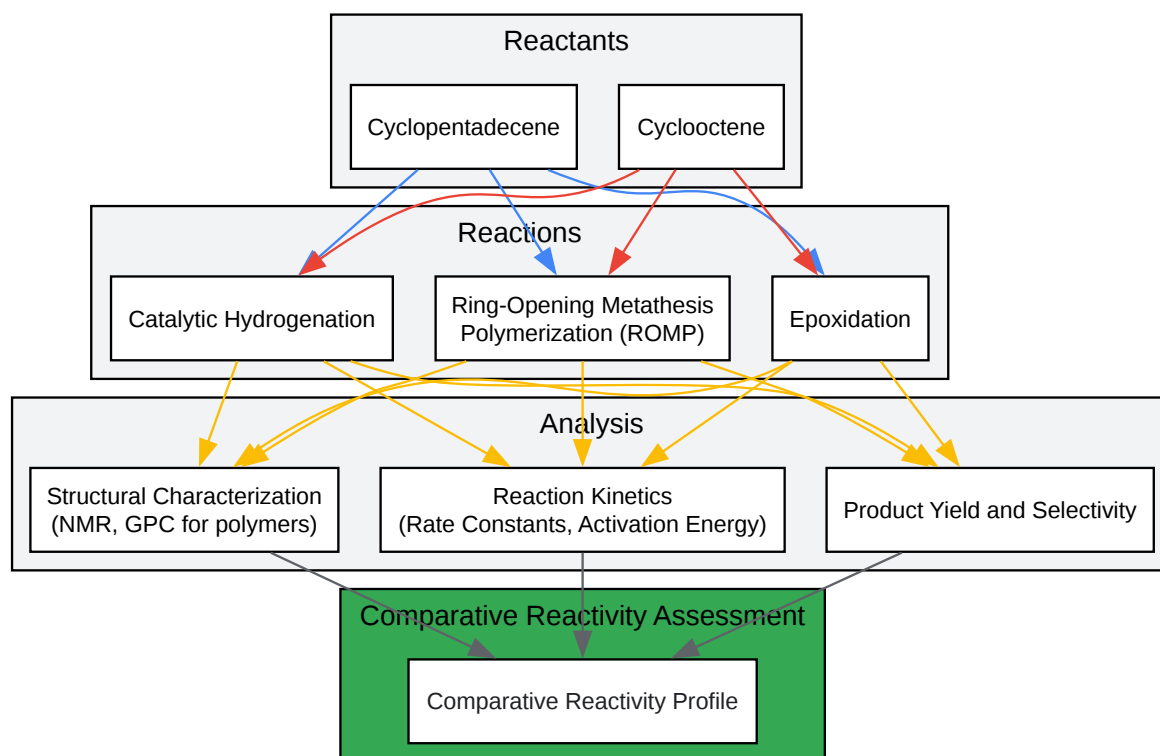 Reactants
Cyclopentadecene
Cyclooctene
Reactions
Catalytic Hydrogenation
Ring-Opening Metathesis
Polymerization (ROMP)
Epoxidation
Analysis
Structural Characterization
(NMR, GPC for polymers)
Reaction Kinetics
(Rate Constants, Activation Energy)
Product Yield and Selectivity
Comparative Reactivity Assessment
Comparative Reactivity Profile